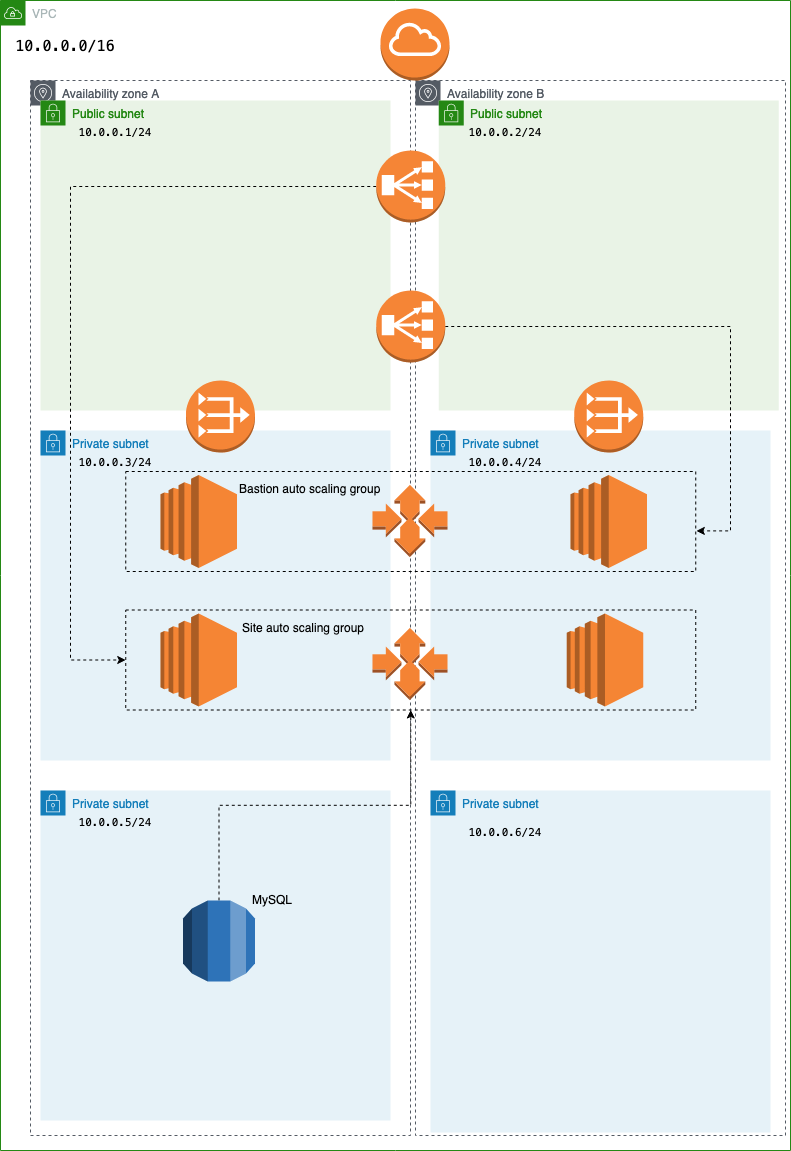 VPC
10.0.0.0/16
Availability zone A
Availability zone B
Public subnet
10.0.0.1/24
Public subnet
10.0.0.2/24
Private subnet
10.0.0.3/24
Private subnet
10.0.0.4/24
Bastion auto scaling group
Site auto scaling group
Private subnet
10.0.0.5/24
Private subnet
10.0.0.6/24
MySQL